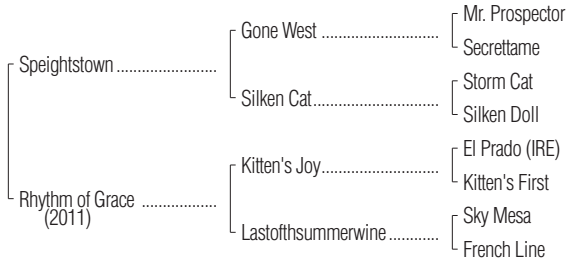 Mr. Prospector
Gone West
Secrettame
Speightstown
Storm Cat
Silken Cat
Silken Doll
El Prado (IRE)
Kitten's Joy
Kitten's First
Rhythm of Grace
(2011)
Sky Mesa
Lastofthsummerwine
French Line